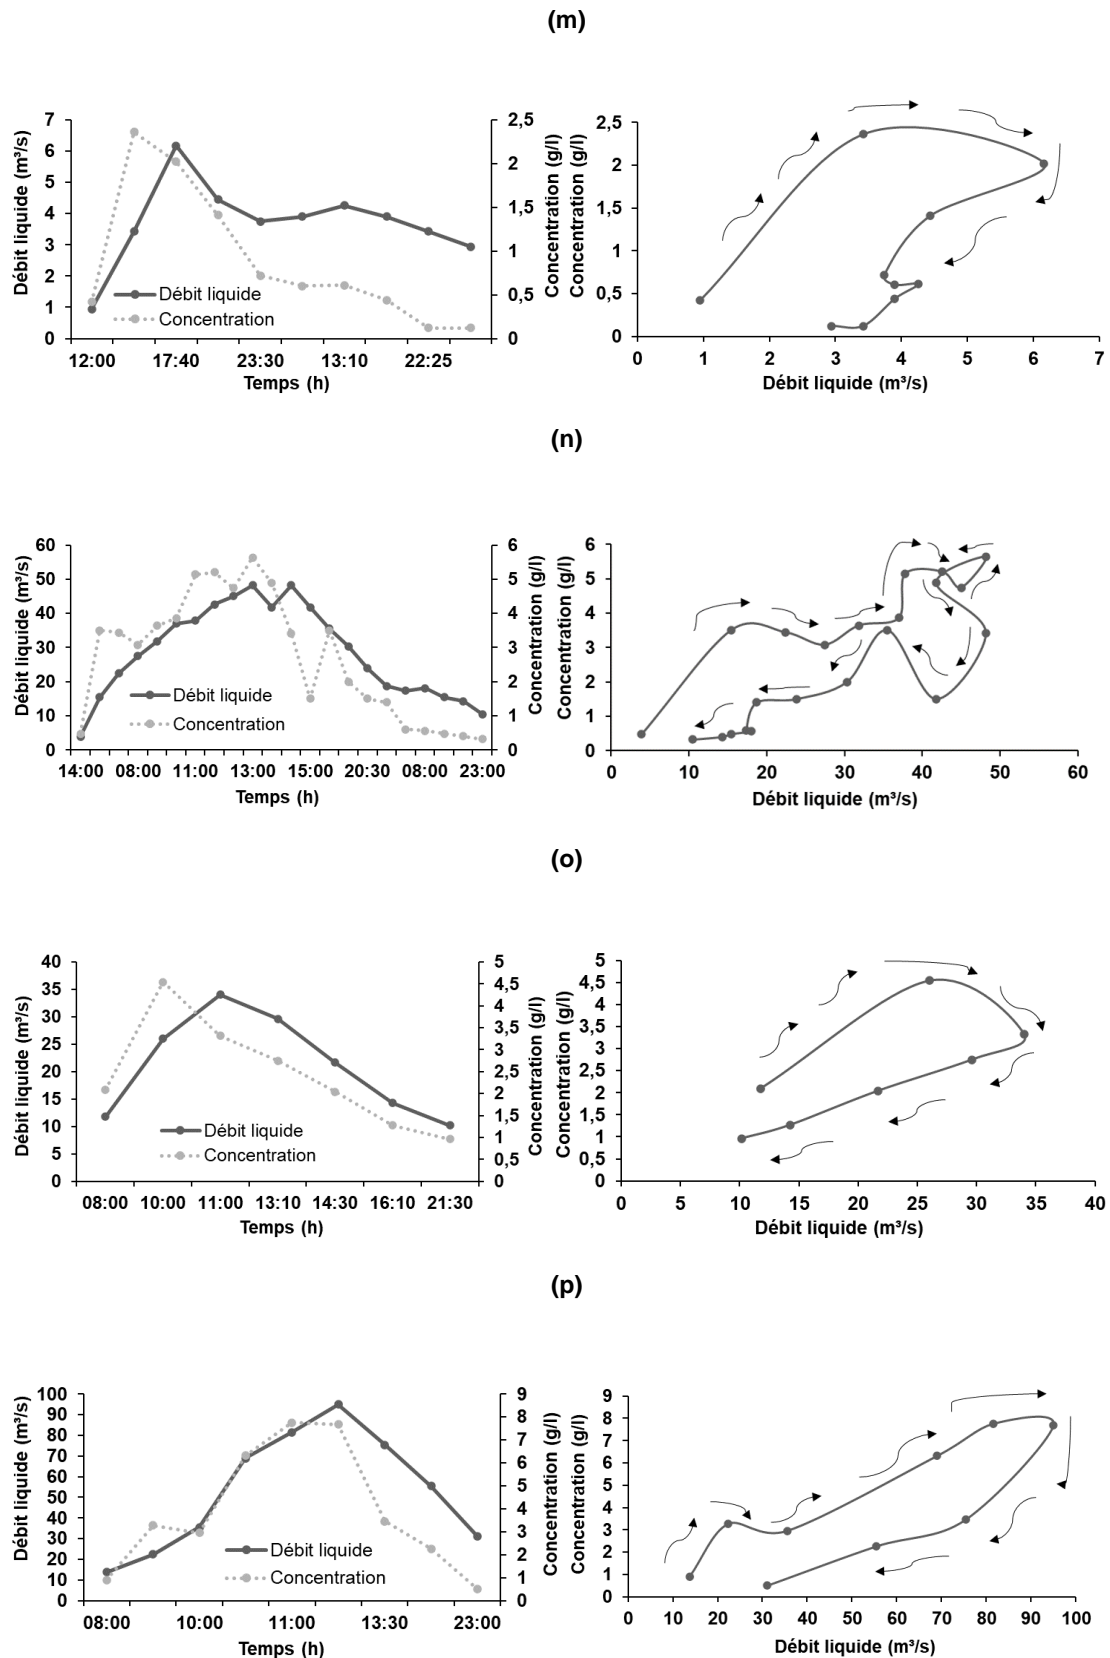 (m)
Débit liquide (m³/s)
7
6
5
4
3
2
1
0
2,5
2
1,5
1
0,5
0
Concentration (g/l)
Débit liquide
Concentration
12:00 17:40 23:30 13:10 22:25
Temps (h)
Concentration (g/l)
2,5
2
1,5
1
0,5
0
0 1 2 3 4 5 6 7
Débit liquide (m³/s)
(n)
Débit liquide (m³/s)
60
50
40
30
20
10
0
6
5
4
3
2
1
0
Concentration (g/l)
Débit liquide
Concentration
14:00 08:00 11:00 13:00 15:00 20:30 08:00 23:00
Temps (h)
Concentration (g/l)
6
5
4
3
2
1
0
0 10 20 30 40 50 60
Débit liquide (m³/s)
(o)
Débit liquide (m³/s)
40
35
30
25
20
15
10
5
0
5
4,5
4
3,5
3
2,5
2
1,5
1
0,5
0
Concentration (g/l)
Débit liquide
Concentration
08:00 10:00 11:00 13:10 14:30 16:10 21:30
Temps (h)
Concentration (g/l)
5
4,5
4
3,5
3
2,5
2
1,5
1
0,5
0
0 5 10 15 20 25 30 35 40
Débit liquide (m³/s)
(p)
Débit liquide (m³/s)
100
90
80
70
60
50
40
30
20
10
0
9
8
7
6
5
4
3
2
1
0
Concentration (g/l)
Débit liquide
Concentration
08:00 10:00 11:00 13:30 23:00
Temps (h)
Concentration (g/l)
9
8
7
6
5
4
3
2
1
0
0 10 20 30 40 50 60 70 80 90 100
Débit liquide (m³/s)